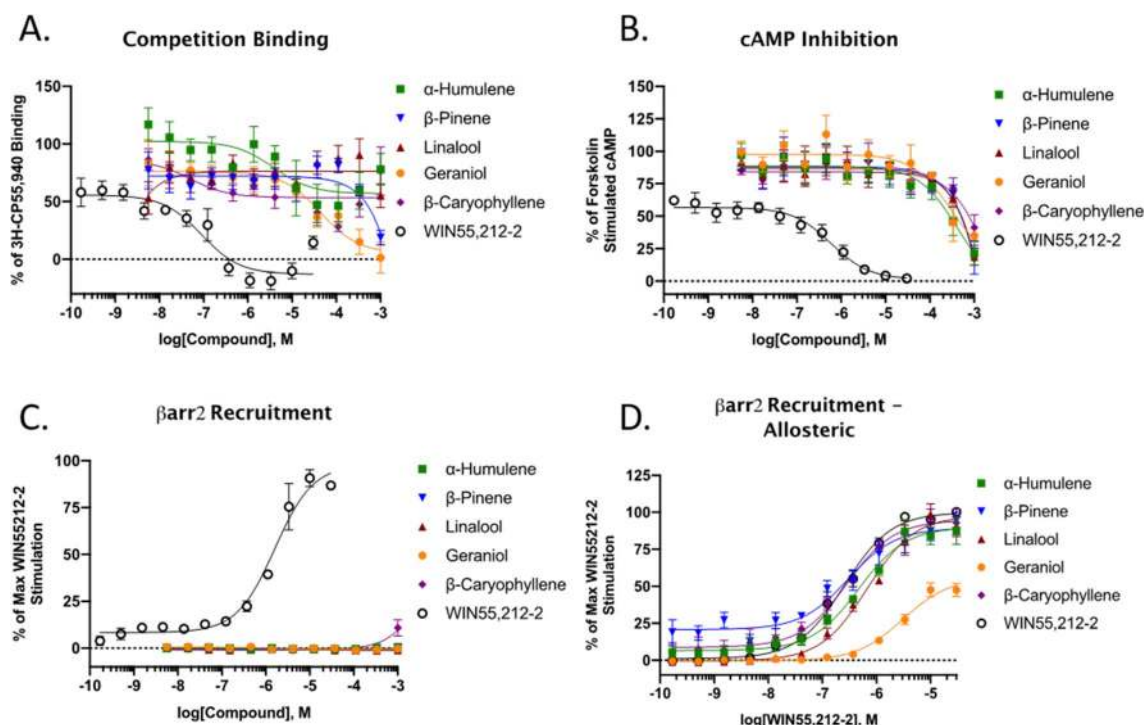 A.
Competition Binding
% of 3H-CP55,940 Binding
150
100
50
0
-10 -9 -8 -7 -6 -5 -4 -3
log[Compound], M
α-Humulene
β-Pinene
Linalool
Geraniol
β-Caryophyllene
WIN55,212-2
B.
cAMP Inhibition
% of Forskolin
Stimulated cAMP
150
125
100
75
50
25
0
-10 -9 -8 -7 -6 -5 -4 -3
log[Compound], M
α-Humulene
β-Pinene
Linalool
Geraniol
β-Caryophyllene
WIN55,212-2
C.
βarr2 Recruitment
% of Max WIN55212-2
Stimulation
100
75
50
25
0
-10 -9 -8 -7 -6 -5 -4 -3
log[Compound], M
α-Humulene
β-Pinene
Linalool
Geraniol
β-Caryophyllene
WIN55,212-2
D.
βarr2 Recruitment –
Allosteric
% of Max WIN55212-2
Stimulation
125
100
75
50
25
0
-10 -9 -8 -7 -6 -5
log[WIN55,212-2], M
α-Humulene
β-Pinene
Linalool
Geraniol
β-Caryophyllene
WIN55,212-2